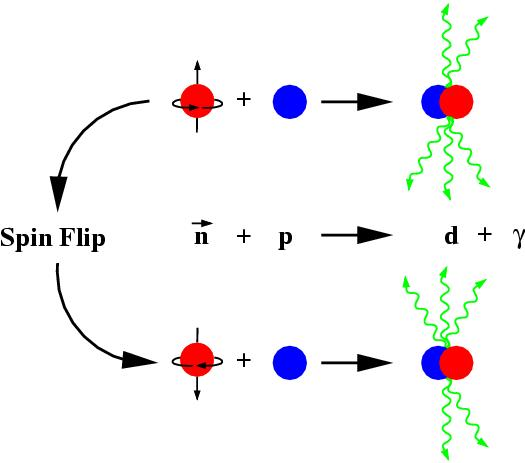 +
Spin Flip n⃗ + p d + γ
+